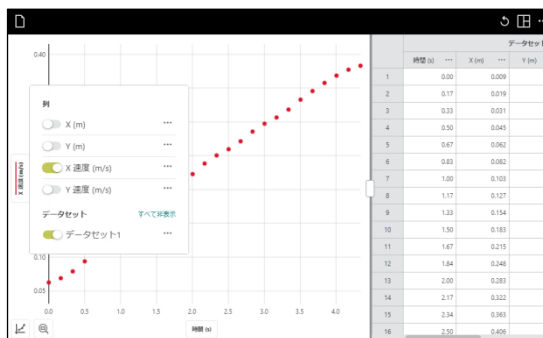 データセット
時間 (s) ... X (m) ... Y (m)
1 0.00 0.009
2 0.17 0.019
3 0.33 0.031
4 0.50 0.045
5 0.67 0.062
6 0.83 0.082
7 1.00 0.103
8 1.17 0.127
9 1.33 0.154
10 1.50 0.183
11 1.67 0.215
12 1.84 0.248
13 2.00 0.283
14 2.17 0.322
15 2.34 0.363
16 2.50 0.406
0.40
列
X (m) ...
Y (m) ...
X 速度 (m/s) ...
Y 速度 (m/s) ...
データセット すべて非表示
データセット1 ...
X 速度 (m/s)
0.10
0.05
0.0 0.5 1.0 1.5 2.0 2.5 3.0 3.5 4.0
時間 (s)